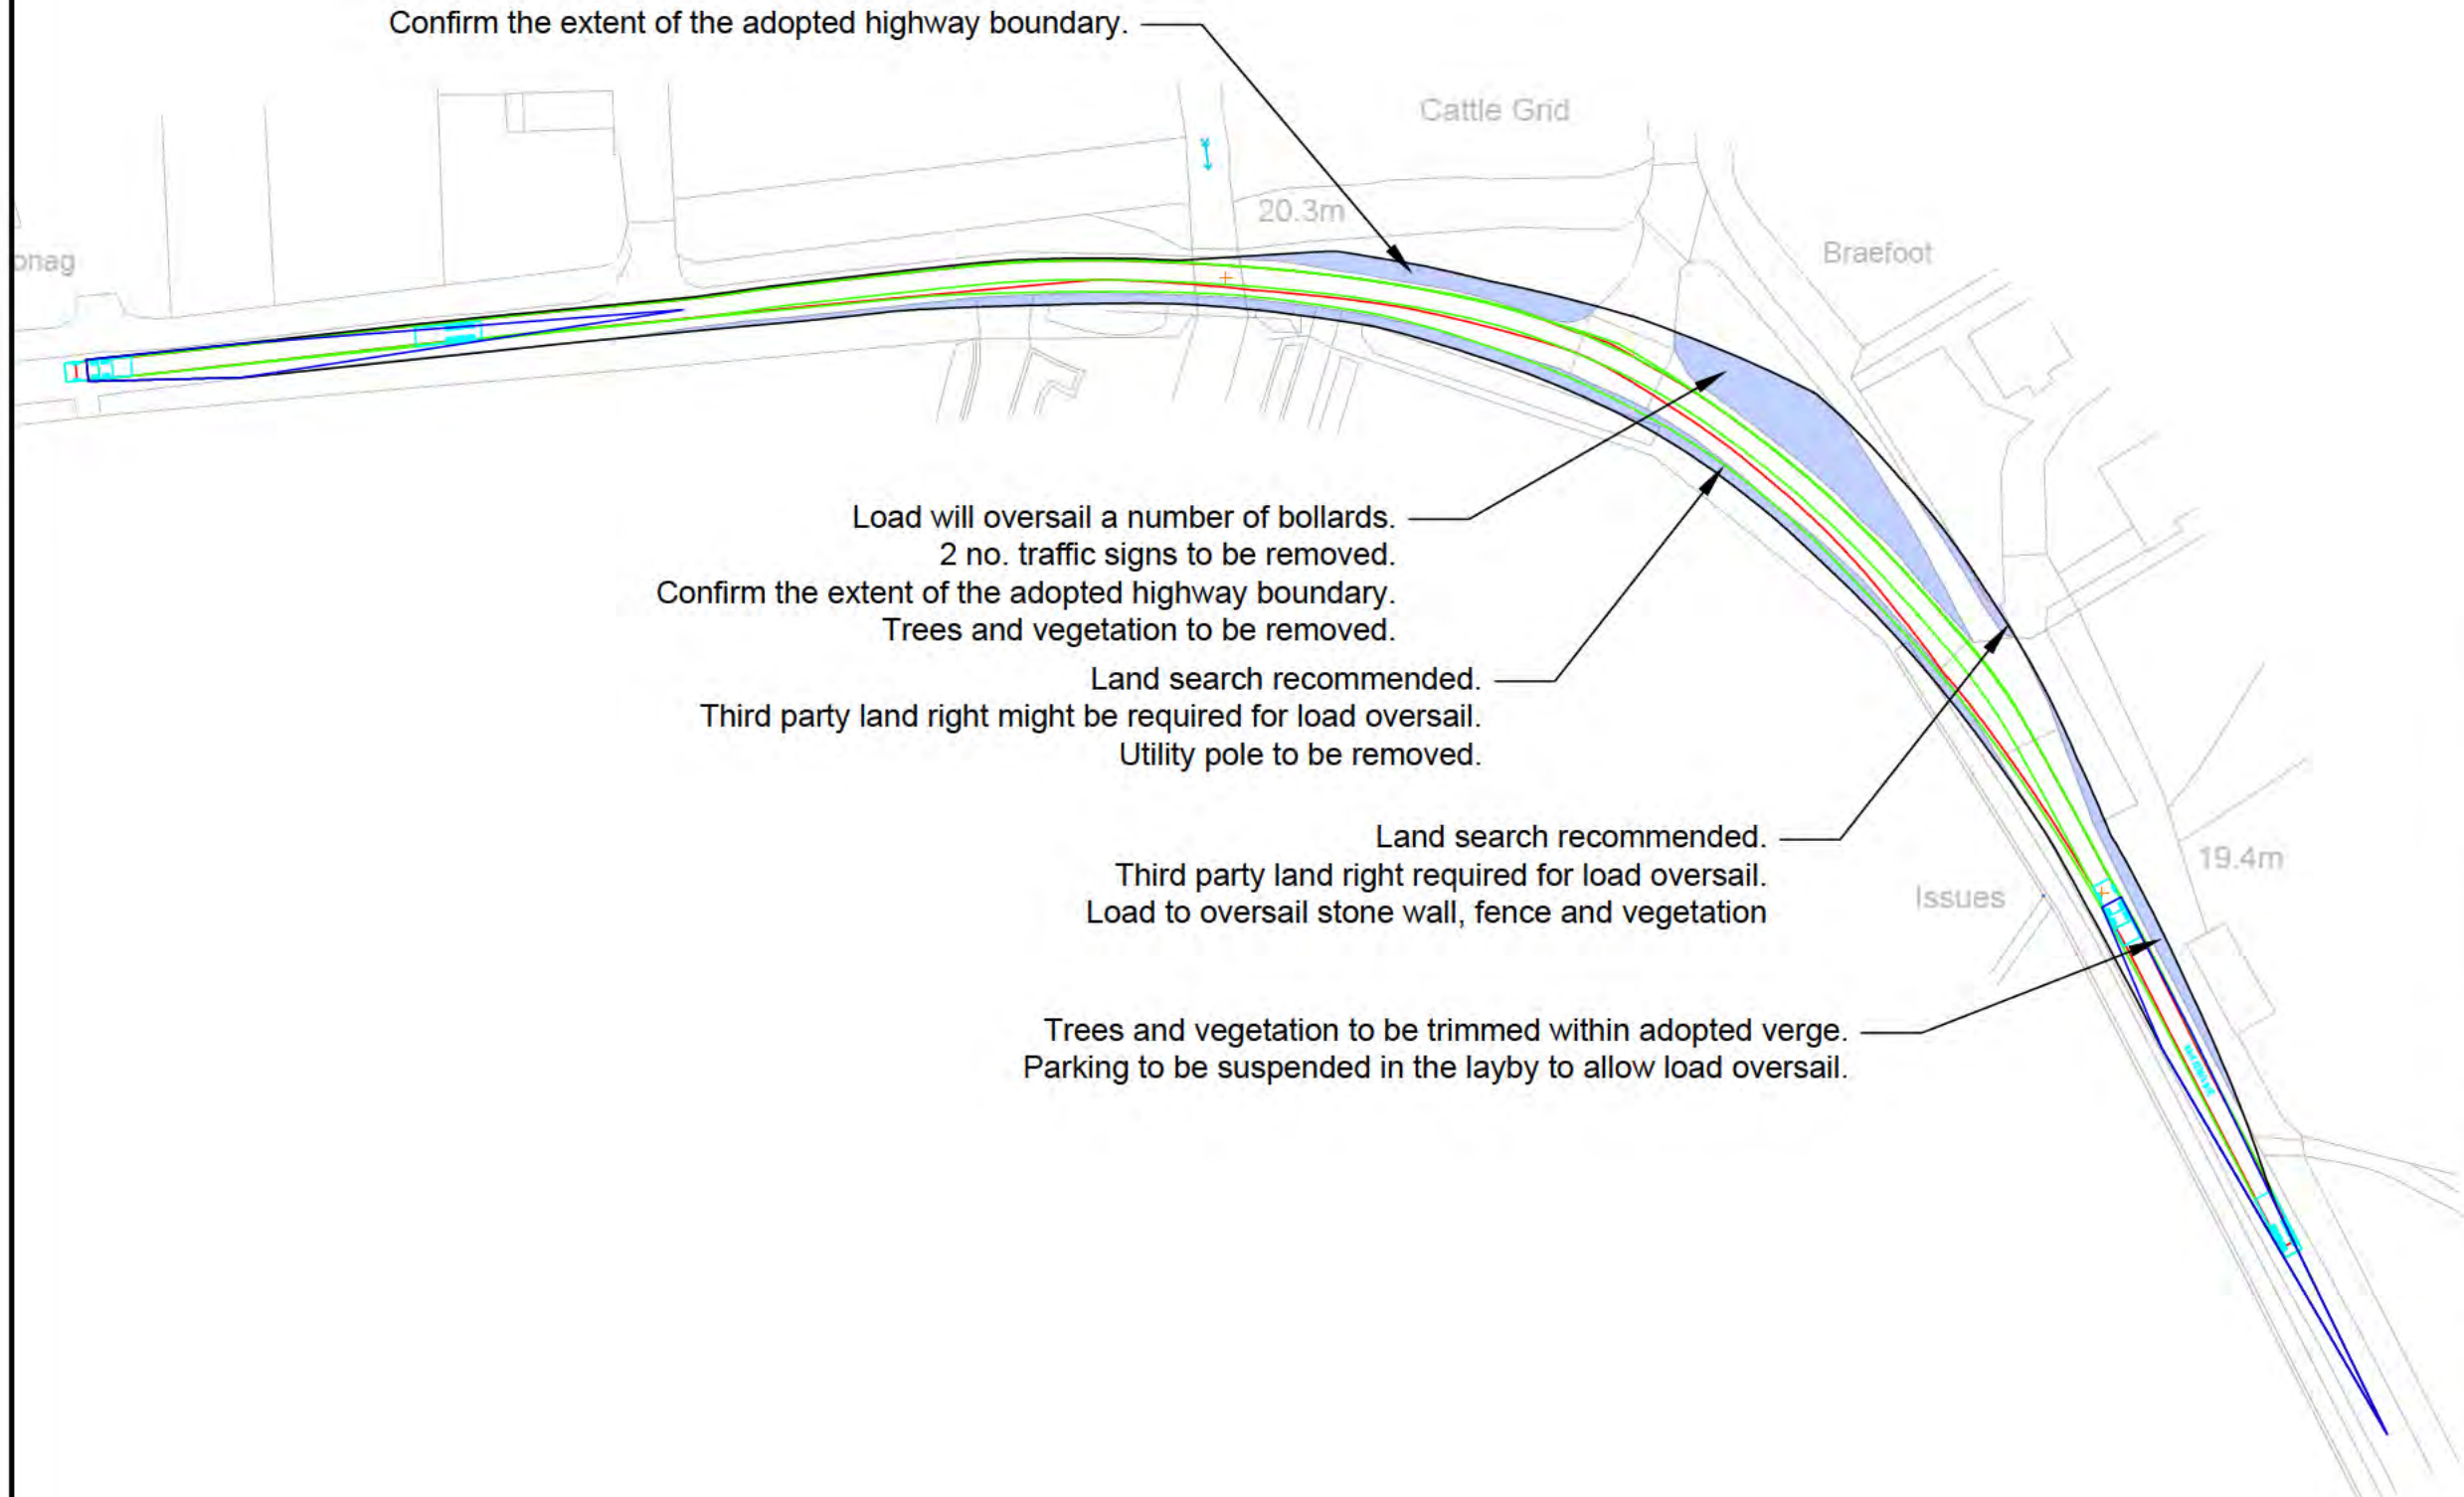 Confirm the extent of the adopted highway boundary.
Cattle Grid
20.3m
Braefoot
onag
Load will oversail a number of bollards.
2 no. traffic signs to be removed.
Confirm the extent of the adopted highway boundary.
Trees and vegetation to be removed.
Land search recommended.
Third party land right might be required for load oversail.
Utility pole to be removed.
Land search recommended.
Third party land right required for load oversail.
Load to oversail stone wall, fence and vegetation
19.4m
Issues
Trees and vegetation to be trimmed within adopted verge.
Parking to be suspended in the layby to allow load oversail.